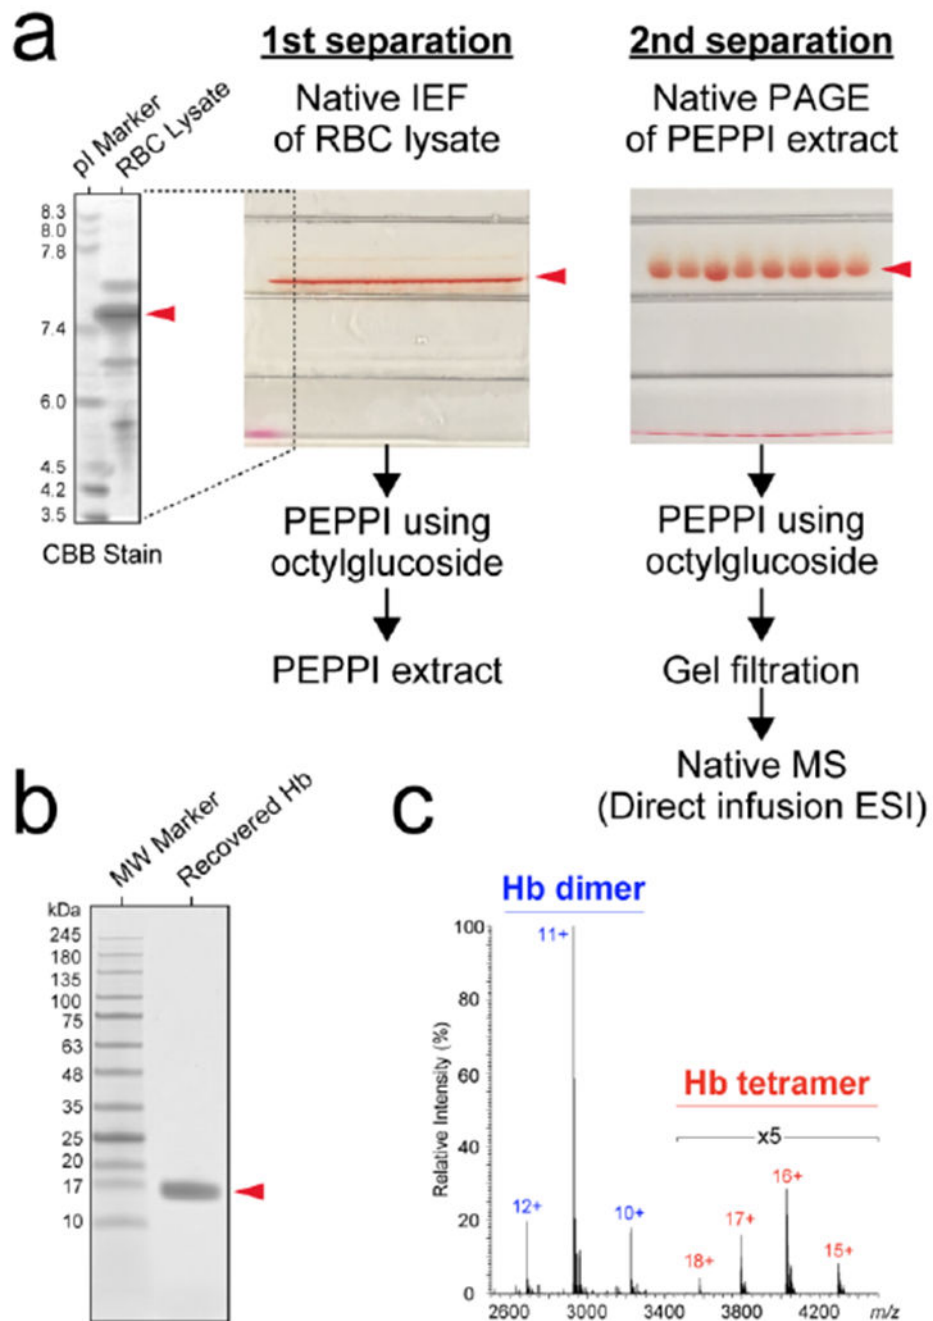 a
1st separation
Native IEF
of RBC lysate
2nd separation
Native PAGE
of PEPPI extract
pI Marker
RBC Lysate
8.3
8.0
7.8
7.4
6.0
4.5
4.2
3.5
CBB Stain
PEPPI using
octylglucoside
PEPPI extract
PEPPI using
octylglucoside
Gel filtration
Native MS
(Direct infusion ESI)
b
MW Marker
Recovered Hb
kDa
245
180
135
100
75
63
48
35
25
20
17
10
c
Hb dimer
Hb tetramer
x5
12+
11+
10+
18+
17+
16+
15+
Relative Intensity (%)
100
80
60
40
20
0
2600 3000 3400 3800 4200 m/z